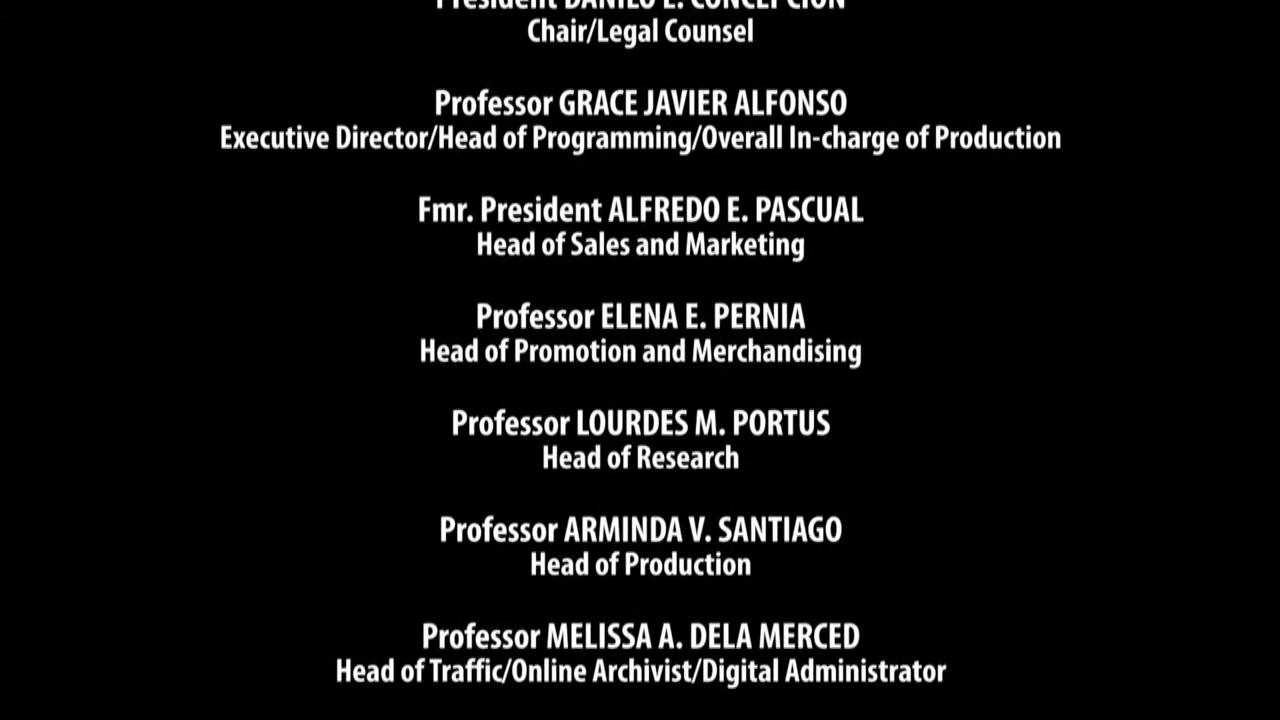 President DANILO L. CONCEPCION
Chair/Legal Counsel
Professor GRACE JAVIER ALFONSO
Executive Director/Head of Programming/Overall In-charge of Production
Fmr. President ALFREDO E. PASCUAL
Head of Sales and Marketing
Professor ELENA E. PERNIA
Head of Promotion and Merchandising
Professor LOURDES M. PORTUS
Head of Research
Professor ARMINDA V. SANTIAGO
Head of Production
Professor MELISSA A. DELA MERCED
Head of Traffic/Online Archivist/Digital Administrator